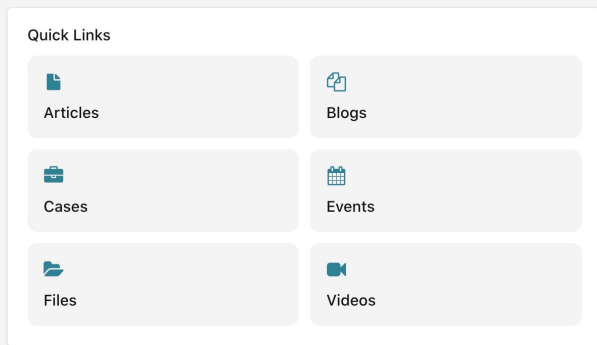 Quick Links
Articles
Blogs
Cases
Events
Files
Videos